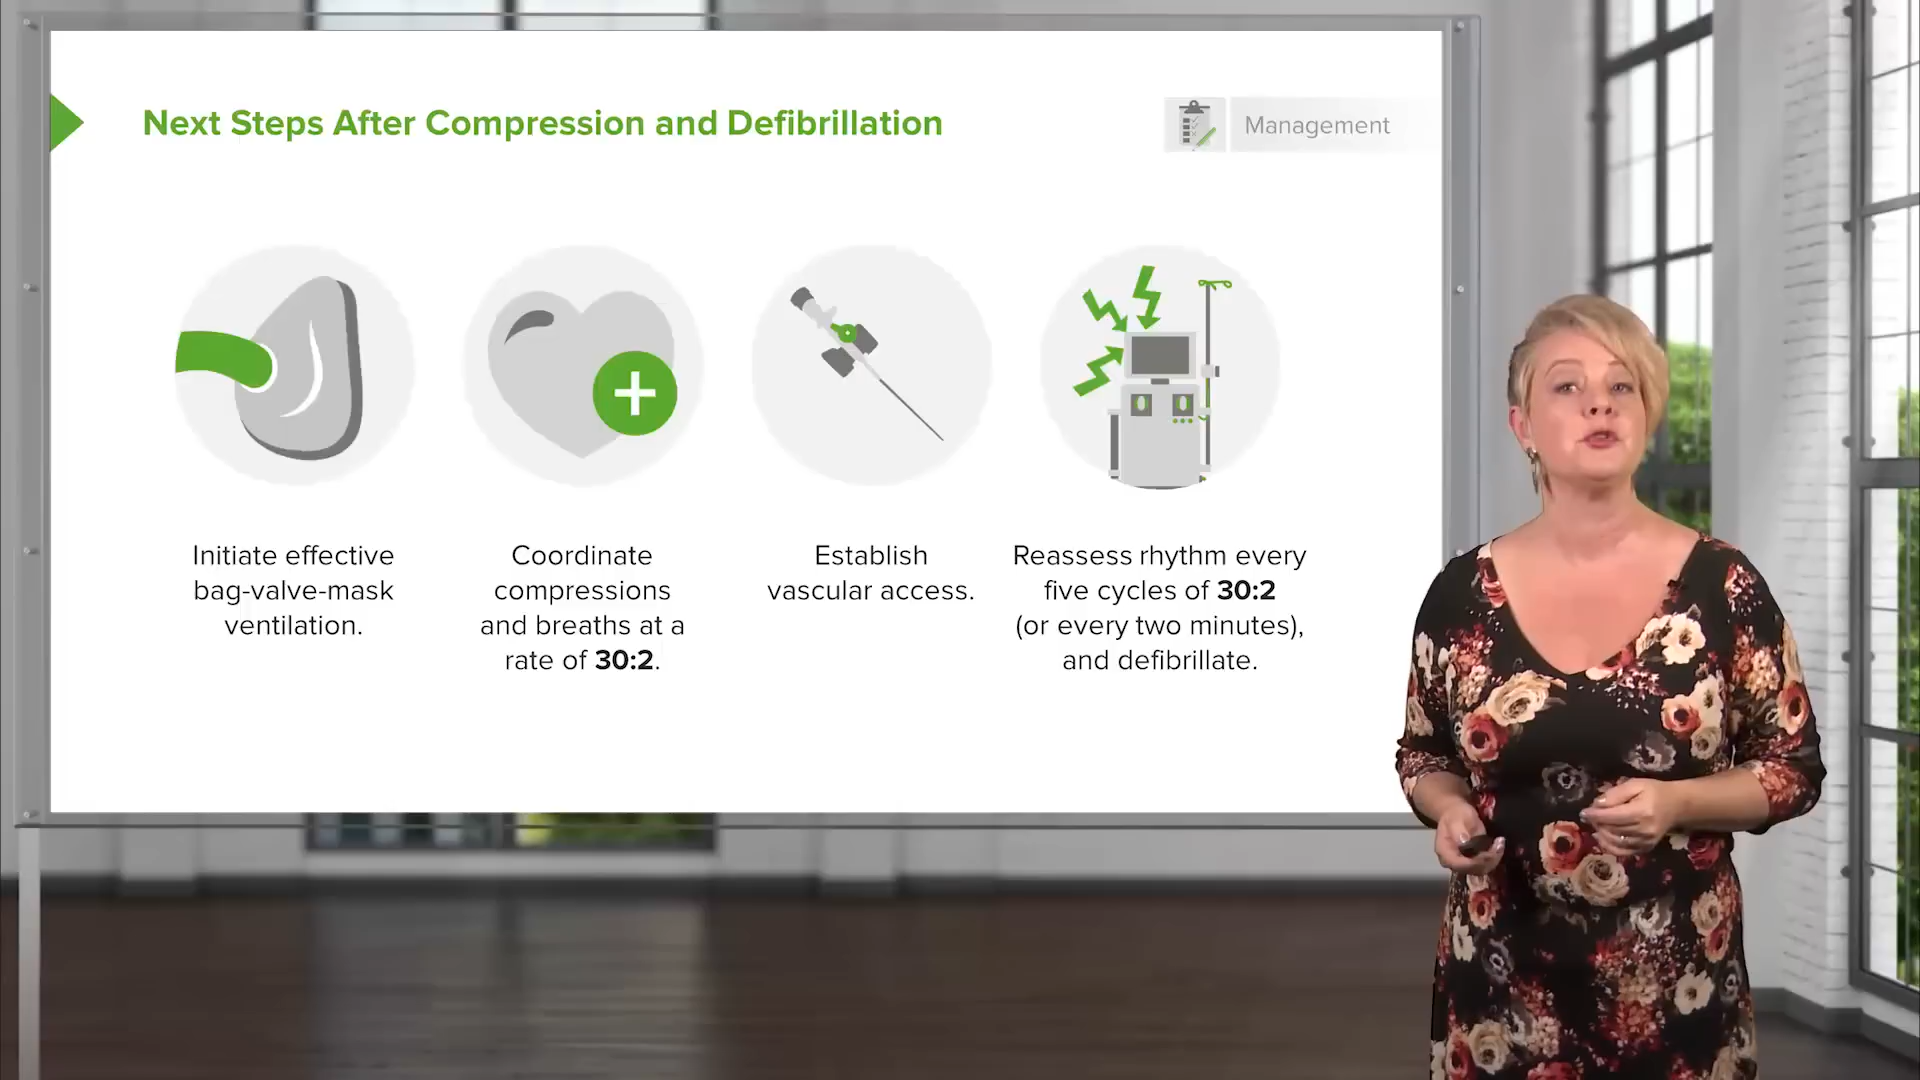 Next Steps After Compression and Defibrillation
Management
Initiate effective
bag-valve-mask
ventilation.
Coordinate
compressions
and breaths at a
rate of 30:2.
Establish
vascular access.
Reassess rhythm every
five cycles of 30:2
(or every two minutes),
and defibrillate.